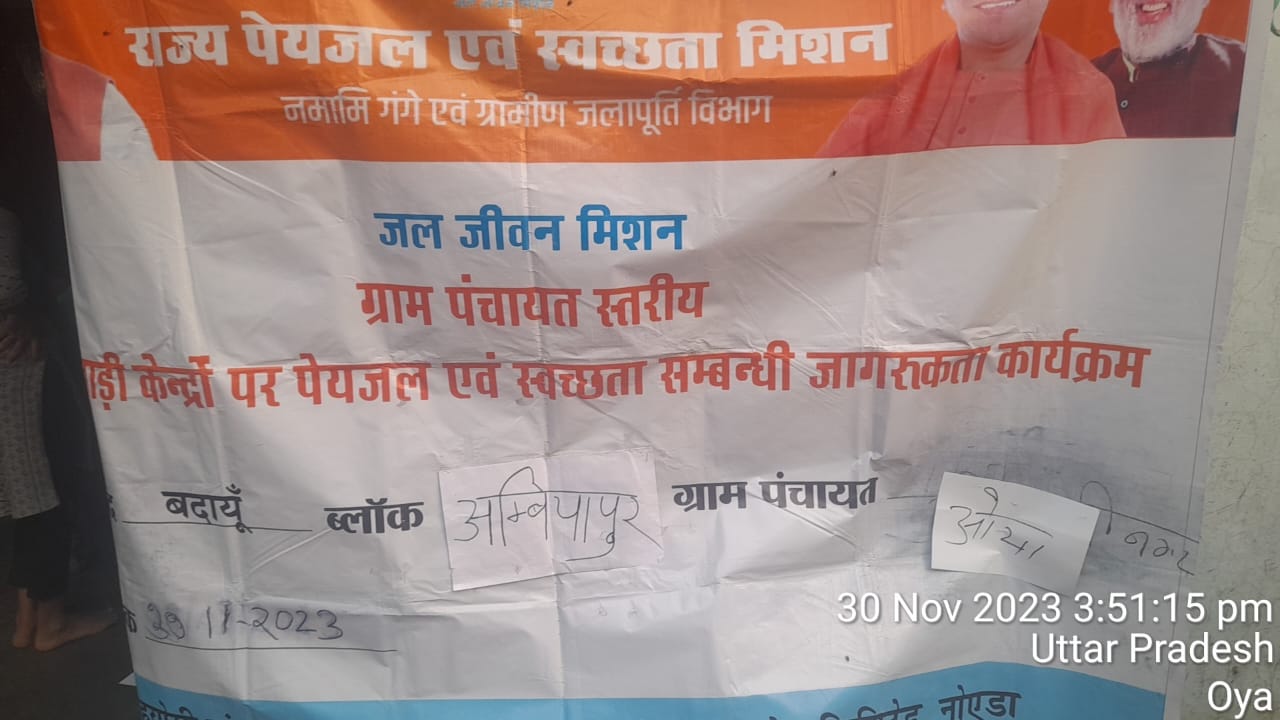 राज्य पेयजल एवं स्वच्छता मिशन
नमामि गंगे एवं ग्रामीण जलापूर्ति विभाग
जल जीवन मिशन
ग्राम पंचायत स्तरीय
ाड़ी केन्द्रों पर पेयजल एवं स्वच्छता सम्बन्धी जागरूकता कार्यक्रम
बदायूँ ब्लॉक अम्बियापुर ग्राम पंचायत ओया
30 11-2023
30 Nov 2023 3:51:15 pm
Uttar Pradesh
Oya
नोएडा